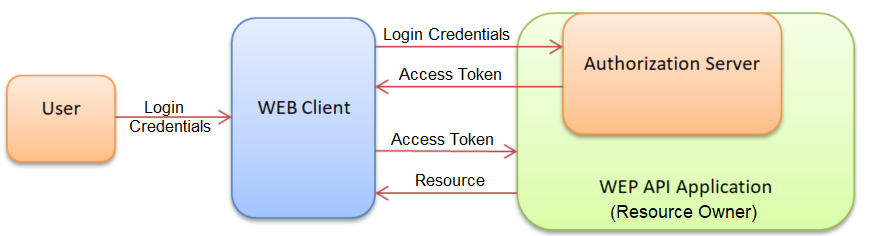 User
Login
Credentials
WEB Client
Login Credentials
Access Token
Access Token
Resource
Authorization Server
WEP API Application
(Resource Owner)